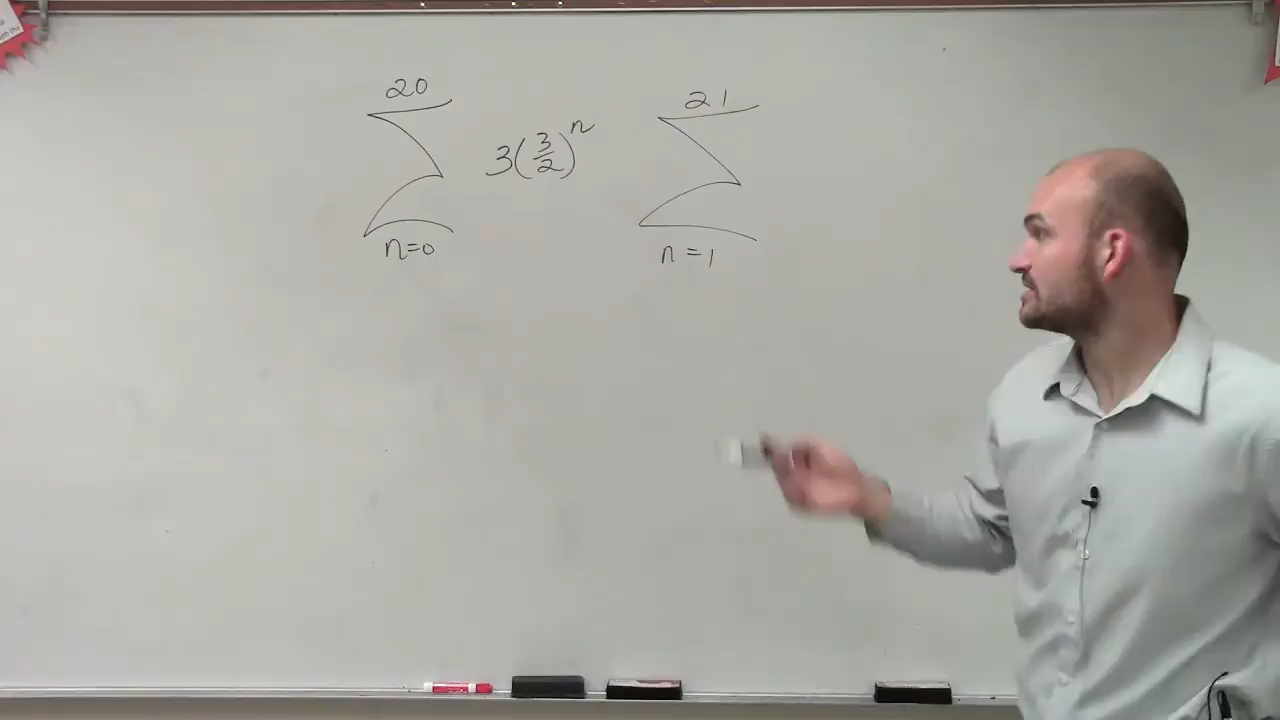 20 21
∑ 3(3/2)^n ∑
n=0 n=1